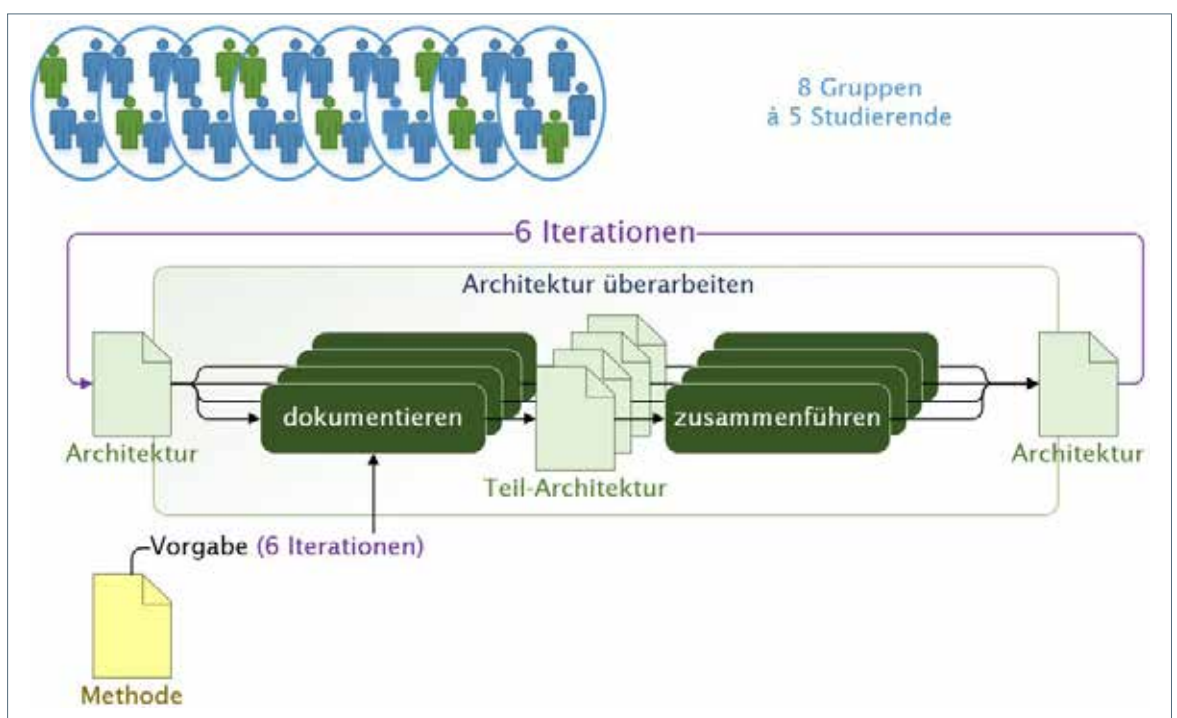 8 Gruppen
à 5 Studierende
6 Iterationen
Architektur überarbeiten
dokumentieren
zusammenführen
Architektur
Teil-Architektur
Architektur
Vorgabe (6 Iterationen)
Methode